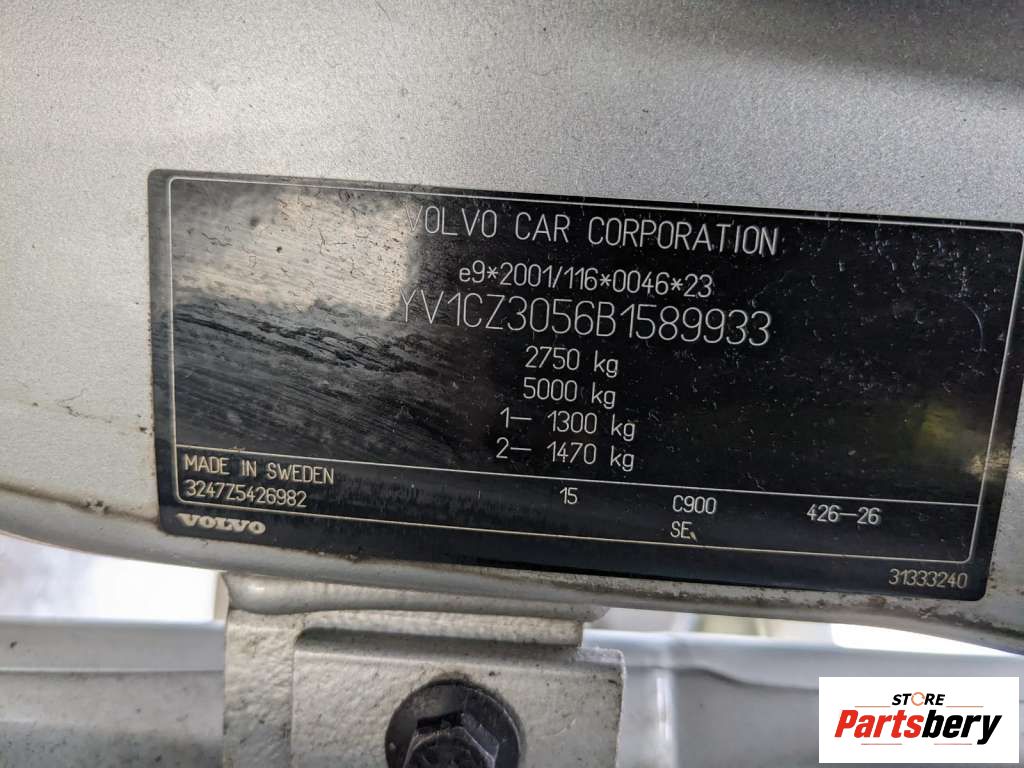 VOLVO CAR CORPORATION
e9*2001/116*0046*23
YV1CZ3056B1589933
2750 kg
5000 kg
1— 1300 kg
2— 1470 kg
MADE IN SWEDEN
3247Z5426982 15 C900 426—26
SE
VOLVO
31333240
STORE
Partsbery